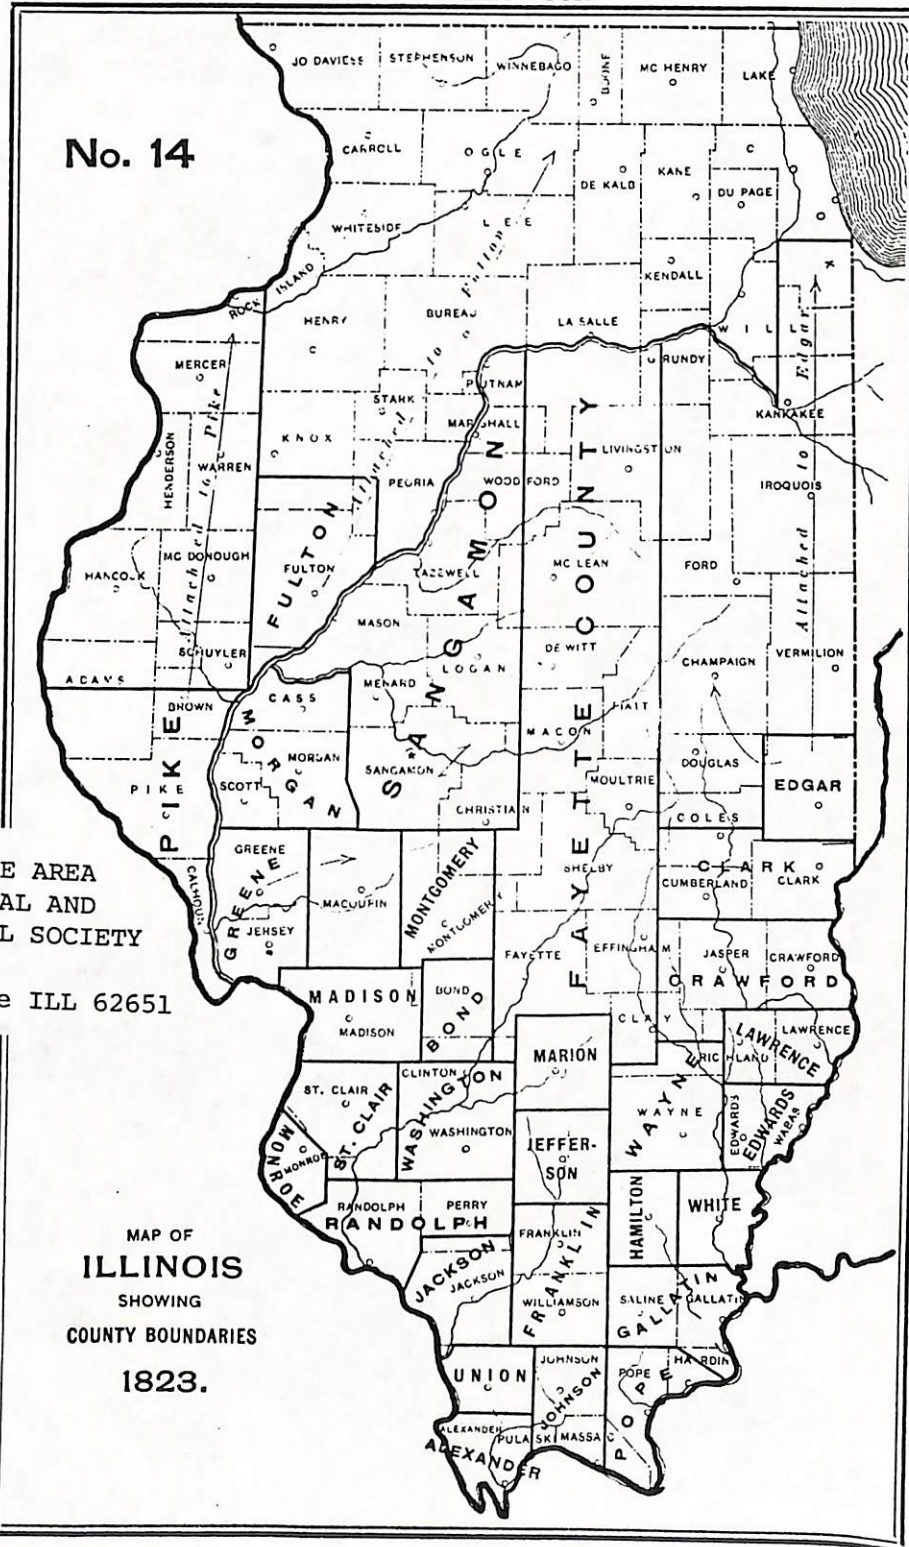 No. 14
JO DAVIESS
STEPHENSON
WINNEBAGO
BOONE
MC HENRY
LAKE
CARROLL
OGLE
DE KALB
KANE
C
DU PAGE
WHITESIDE
LEE
ROCK ISLAND
KENDALL
HENRY
BUREAU
LA SALLE
GRUNDY
WILL
X
MERCER
PUTNAM
STARK
KANKAKEE
KNOX
MARSHALL
LIVINGSTON
HENDERSON
WARREN
PEORIA
WOODFORD
IROQUOIS
Attached to Pike
Attached to Fulton
Attached to Edgar
FULTON
FULTON
HANCOCK
MC DONOUGH
TAZEWELL
MC LEAN
FORD
MASON
SCHUYLER
LOGAN
DE WITT
CHAMPAIGN
VERMILION
ADAMS
BROWN
CASS
MENARD
MACON
PIATT
SANGAMON
FAYETTE COUNTY
PIKE
PIKE
MORGAN
MORGAN
SCOTT
SANGAMON
MOULTRIE
DOUGLAS
EDGAR
CHRISTIAN
COLES
GREENE
GREENE
MACOUPIN
MONTGOMERY
MONTGOMERY
SHELBY
CLARK
CUMBERLAND
CLARK
CALHOUN
JERSEY
FAYETTE
EFFINGHAM
JASPER
CRAWFORD
CRAWFORD
E AREA
AL AND
L SOCIETY
e ILL 62651
MADISON
MADISON
BOND
BOND
CLAY
RICHLAND
LAWRENCE
LAWRENCE
MARION
CLINTON
WASHINGTON
WASHINGTON
ST. CLAIR
ST. CLAIR
WAYNE
WAYNE
EDWARDS
EDWARDS
WABAS
MONROE
MONROE
JEFFER-
SON
RANDOLPH
PERRY
RANDOLPH
HAMILTON
WHITE
FRANKLIN
FRANKLIN
JACKSON
JACKSON
WILLIAMSON
SALINE
GALLATIN
GALLATIN
UNION
JOHNSON
JOHNSON
POPE
POPE
HARDIN
ALEXANDER
ALEXANDER
PULASKI
MASSAC
MAP OF
ILLINOIS
SHOWING
COUNTY BOUNDARIES
1823.